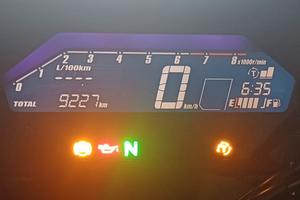 0 1 2 3 4 5 6 7 8 x1000r/min
L/100km
----
0 km/h
6:35
TOTAL 9227 km
E F
N